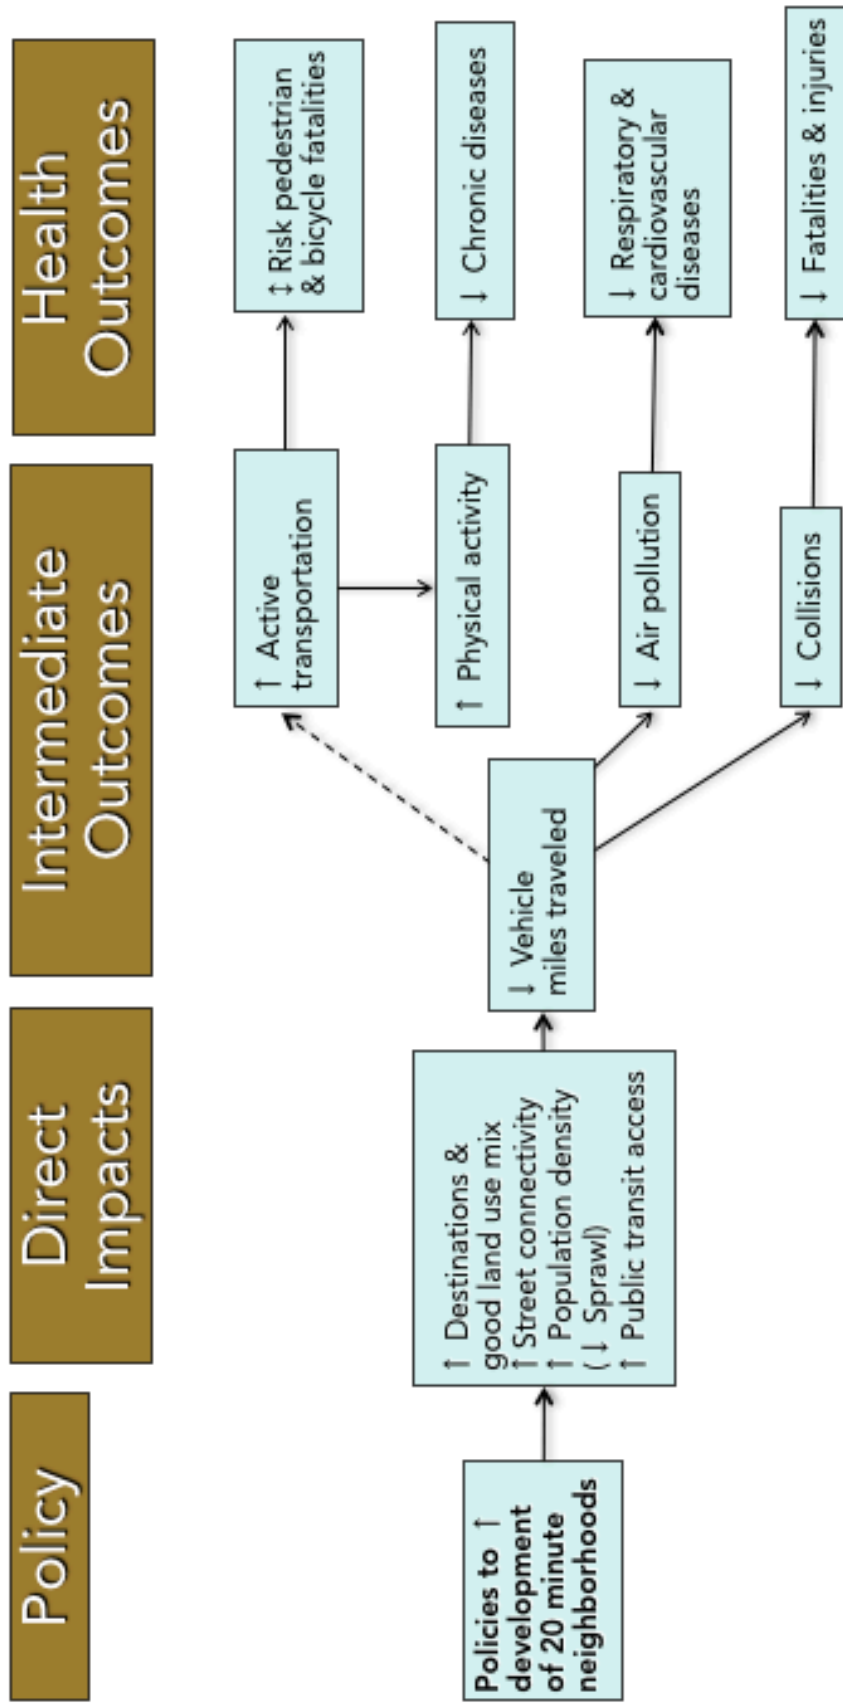 Policy
Direct
Impacts
Intermediate
Outcomes
Health
Outcomes
Policies to ↑
development
of 20 minute
neighborhoods
↑ Destinations &
good land use mix
↑ Street connectivity
↑ Population density
(↓ Sprawl)
↑ Public transit access
↓ Vehicle
miles traveled
↑ Active
transportation
↑ Physical activity
↓ Air pollution
↓ Collisions
↕ Risk pedestrian
& bicycle fatalities
↓ Chronic diseases
↓ Respiratory &
cardiovascular
diseases
↓ Fatalities & injuries